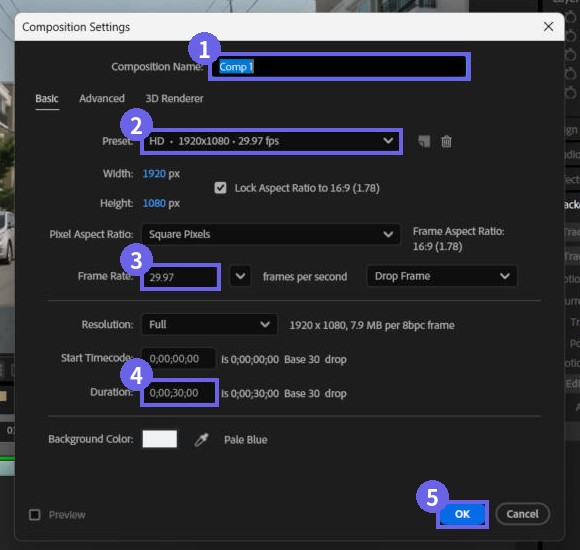 Composition Settings
1
Composition Name: Comp 1
Basic Advanced 3D Renderer
2
Preset: HD • 1920x1080 • 29.97 fps
Width: 1920 px
Lock Aspect Ratio to 16:9 (1.78)
Height: 1080 px
Pixel Aspect Ratio: Square Pixels
Frame Aspect Ratio:
16:9 (1.78)
3
Frame Rate: 29.97 frames per second Drop Frame
Resolution: Full 1920 x 1080, 7.9 MB per 8bpc frame
Start Timecode: 0;00;00;00 is 0;00;00;00 Base 30 drop
4
Duration: 0;00;30;00 is 0;00;30;00 Base 30 drop
Background Color: Pale Blue
5
Preview OK Cancel